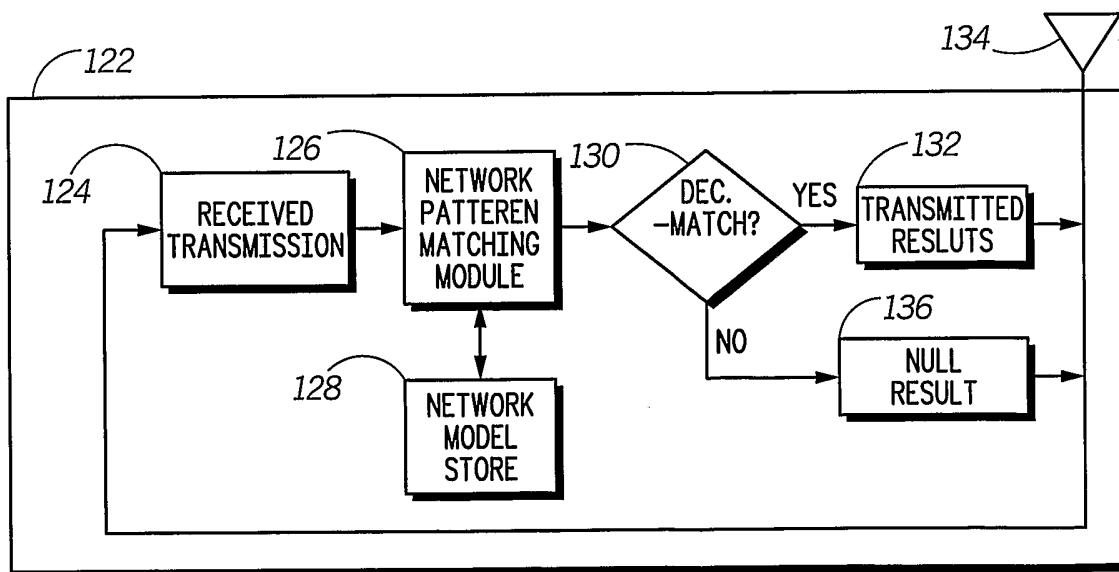 134
122
124
RECEIVED
TRANSMISSION
126
NETWORK
PATTEREN
MATCHING
MODULE
128
NETWORK
MODEL
STORE
130
DEC.
-MATCH?
YES
NO
132
TRANSMITTED
RESLUTS
136
NULL
RESULT